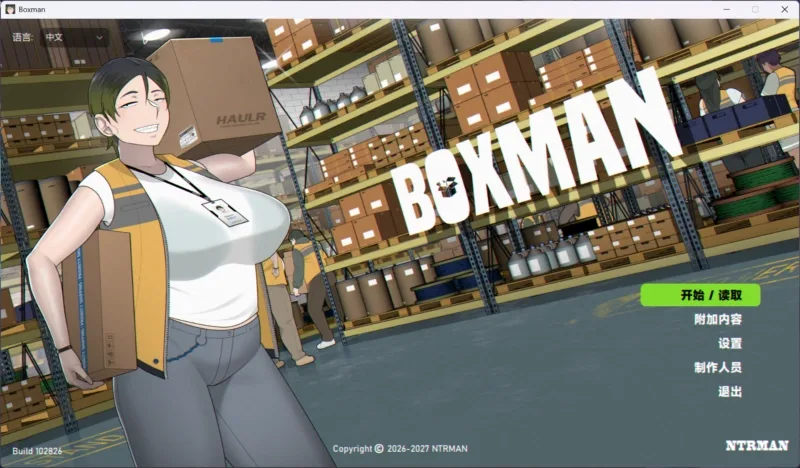 Boxman
语言: 中文
HAULR
BOXMAN
开始 / 读取
附加内容
设置
制作人员
退出
Build 102826
Copyright © 2026-2027 NTRMAN
NTRMAN